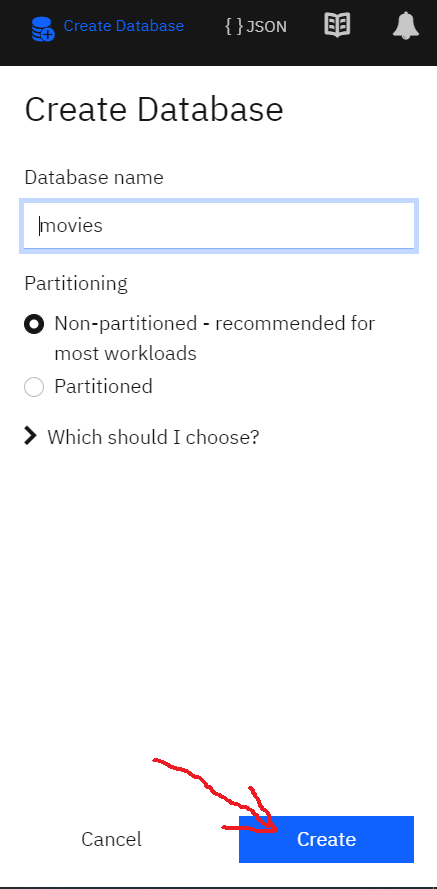 Create Database
{ } JSON
Create Database
Database name
movies
Partitioning
Non-partitioned - recommended for
most workloads
Partitioned
Which should I choose?
Cancel
Create